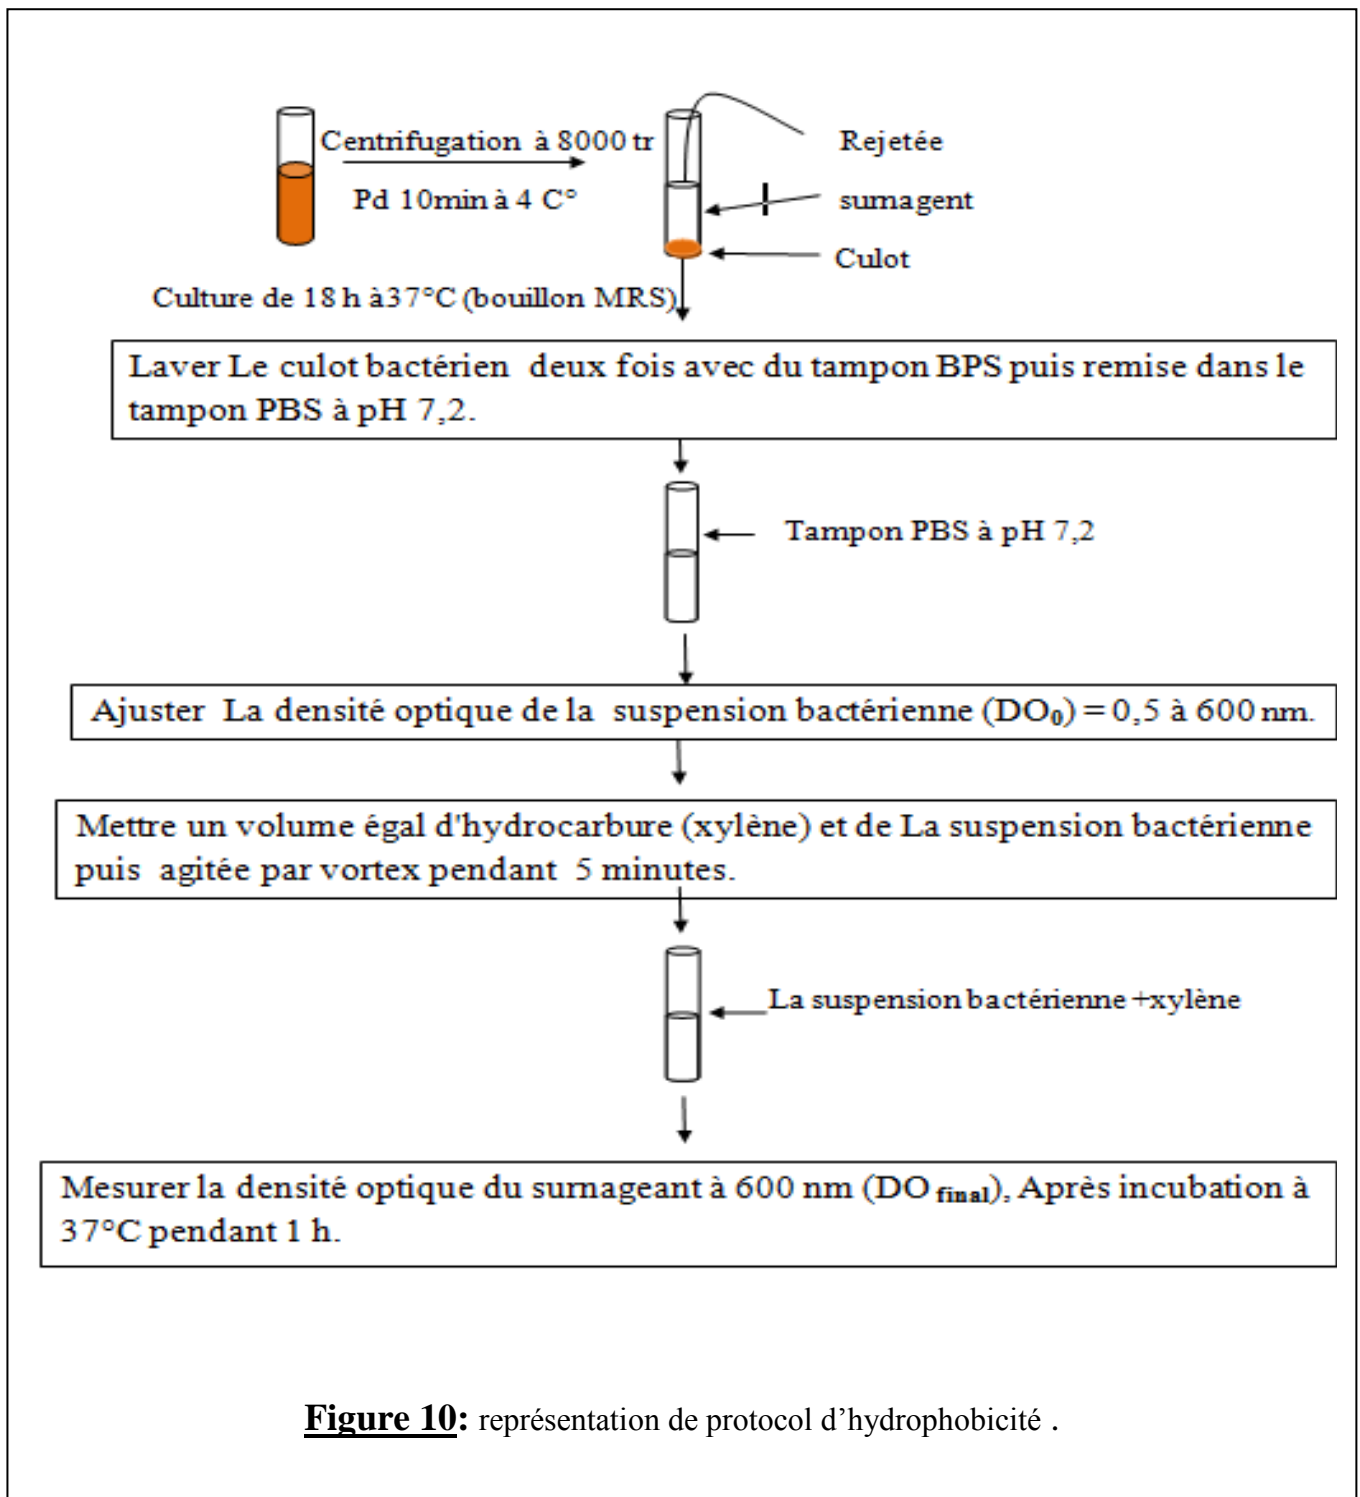 Centrifugation à 8000 tr
Pd 10min à 4 C°
Rejetée
surnagent
Culot
Culture de 18 h à37°C (bouillon MRS)
Laver Le culot bactérien deux fois avec du tampon BPS puis remise dans le
tampon PBS à pH 7,2.
Tampon PBS à pH 7,2
Ajuster La densité optique de la suspension bactérienne (DO₀) = 0,5 à 600 nm.
Mettre un volume égal d'hydrocarbure (xylène) et de La suspension bactérienne
puis agitée par vortex pendant 5 minutes.
La suspension bactérienne +xylène
Mesurer la densité optique du surnageant à 600 nm (DO final), Après incubation à
37°C pendant 1 h.
Figure 10: représentation de protocol d’hydrophobicité .